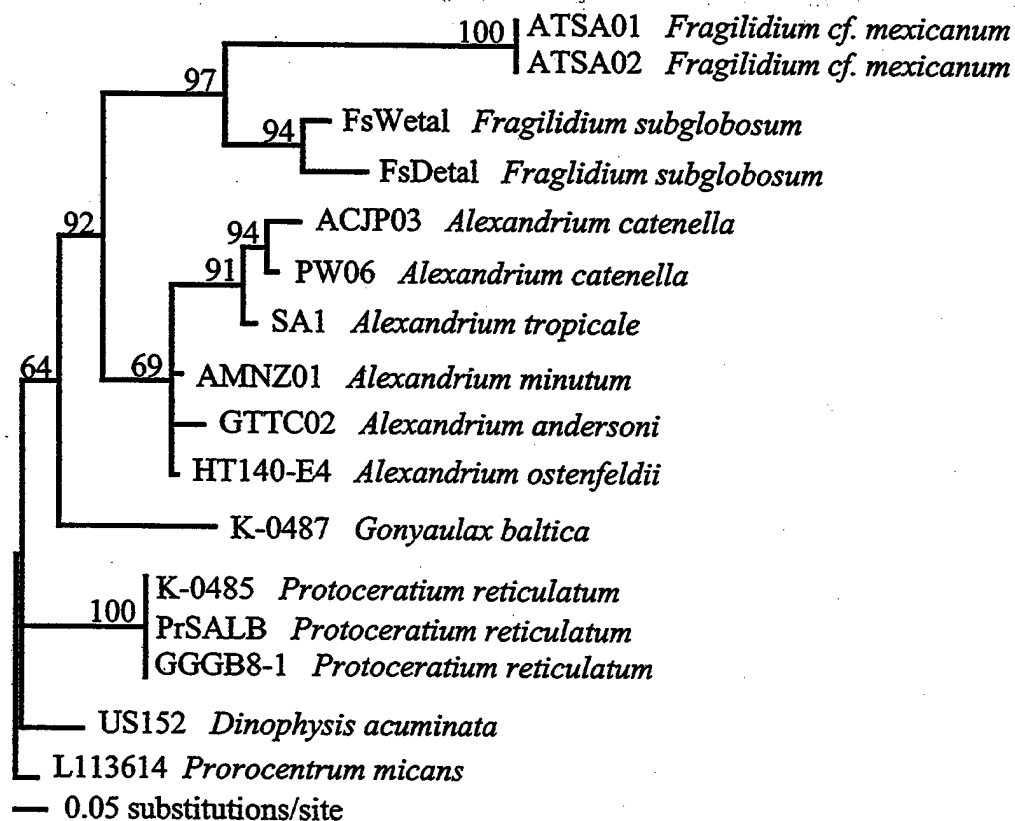 100 ATSA01 Fragilidium cf. mexicanum
ATSA02 Fragilidium cf. mexicanum
97
94 FsWetal Fragilidium subglobosum
FsDetal Fraglidium subglobosum
92
94 ACJP03 Alexandrium catenella
91 PW06 Alexandrium catenella
SA1 Alexandrium tropicale
64 69 AMNZ01 Alexandrium minutum
GTTC02 Alexandrium andersoni
HT140-E4 Alexandrium ostenfeldii
K-0487 Gonyaulax baltica
K-0485 Protoceratium reticulatum
100 PrSALB Protoceratium reticulatum
GGGB8-1 Protoceratium reticulatum
US152 Dinophysis acuminata
L113614 Prorocentrum micans
0.05 substitutions/site